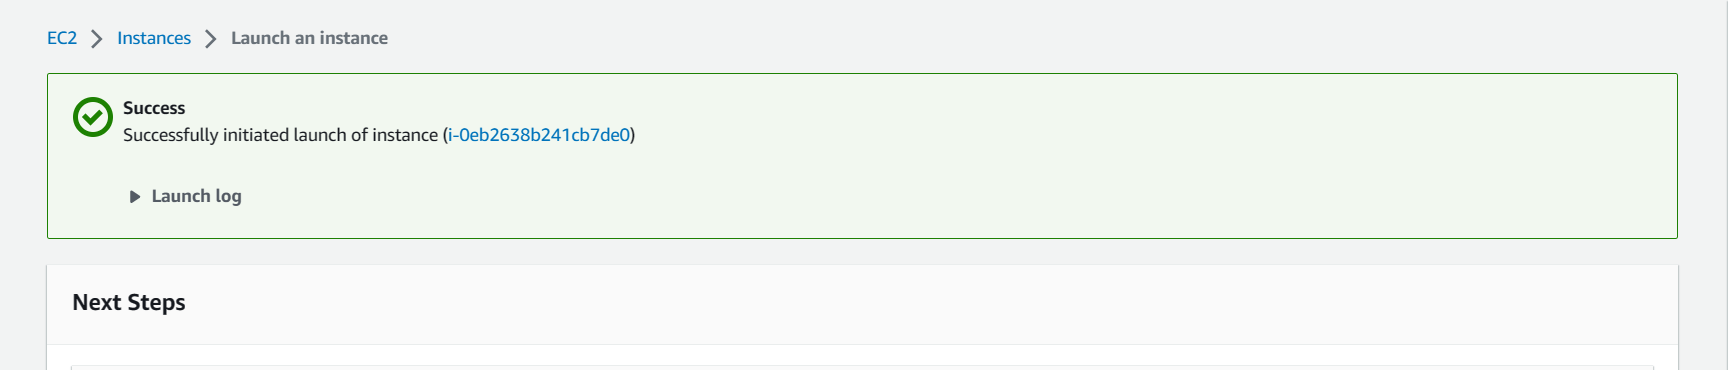 EC2 > Instances > Launch an instance
Success
Successfully initiated launch of instance (i-0eb2638b241cb7de0)
Launch log
Next Steps